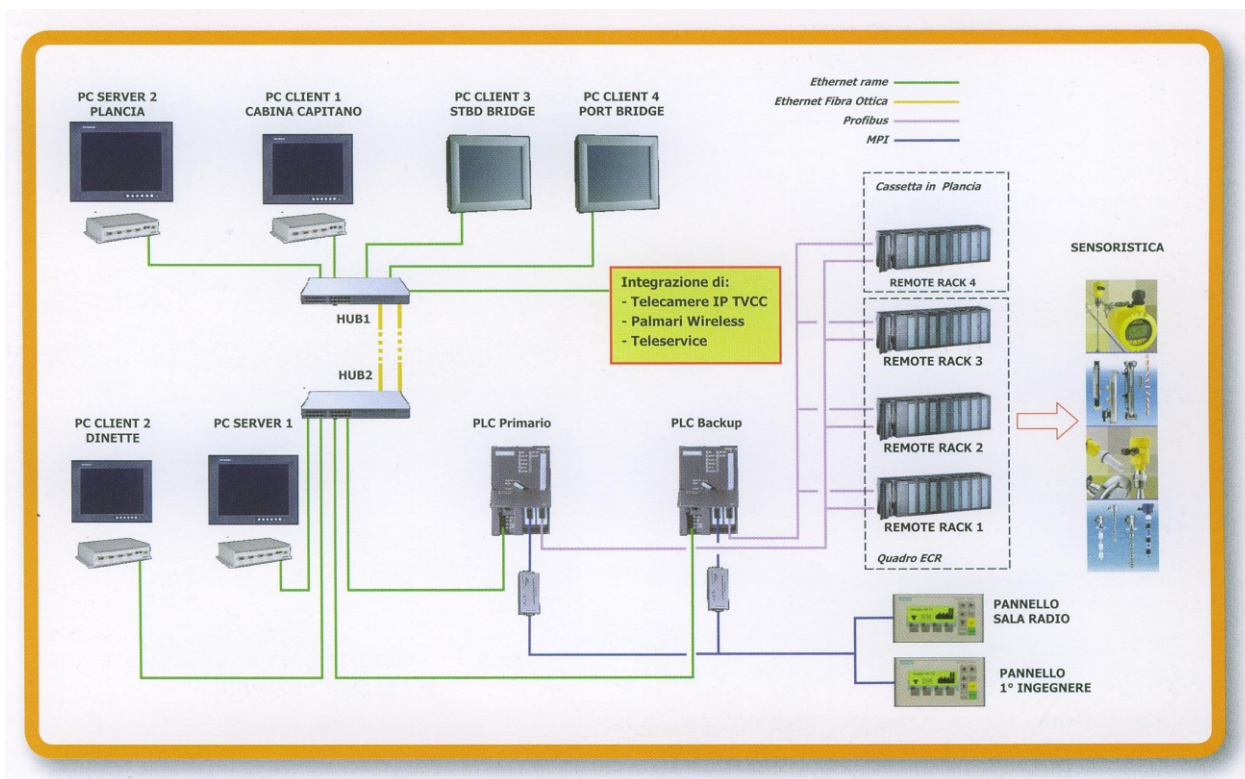 PC SERVER 2
PLANCIA
PC CLIENT 1
CABINA CAPITANO
PC CLIENT 3
STBD BRIDGE
PC CLIENT 4
PORT BRIDGE
Ethernet rame
Ethernet Fibra Ottica
Profibus
MPI
Cassetta in Plancia
REMOTE RACK 4
SENSORISTICA
Integrazione di:
- Telecamere IP TVCC
- Palmari Wireless
- Teleservice
HUB1
HUB2
REMOTE RACK 3
REMOTE RACK 2
REMOTE RACK 1
Quadro ECR
PC CLIENT 2
DINETTE
PC SERVER 1
PLC Primario
PLC Backup
PANNELLO
SALA RADIO
PANNELLO
1° INGEGNERE